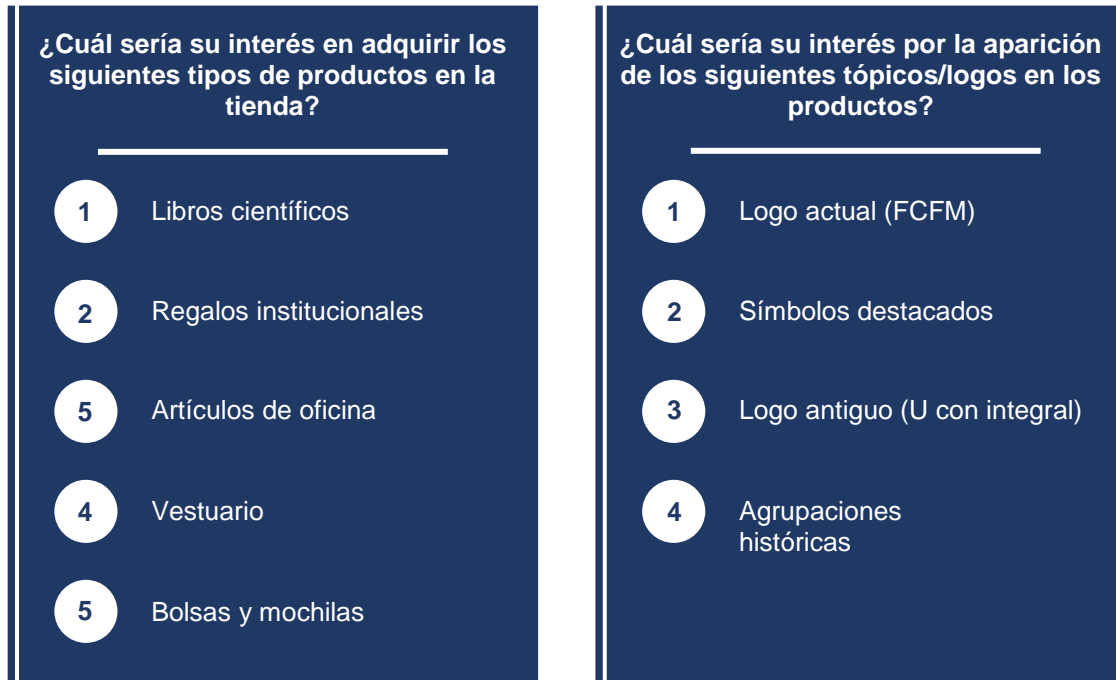 ¿Cuál sería su interés en adquirir los
siguientes tipos de productos en la
tienda?
1 Libros científicos
2 Regalos institucionales
5 Artículos de oficina
4 Vestuario
5 Bolsas y mochilas
¿Cuál sería su interés por la aparición
de los siguientes tópicos/logos en los
productos?
1 Logo actual (FCFM)
2 Símbolos destacados
3 Logo antiguo (U con integral)
4 Agrupaciones
históricas